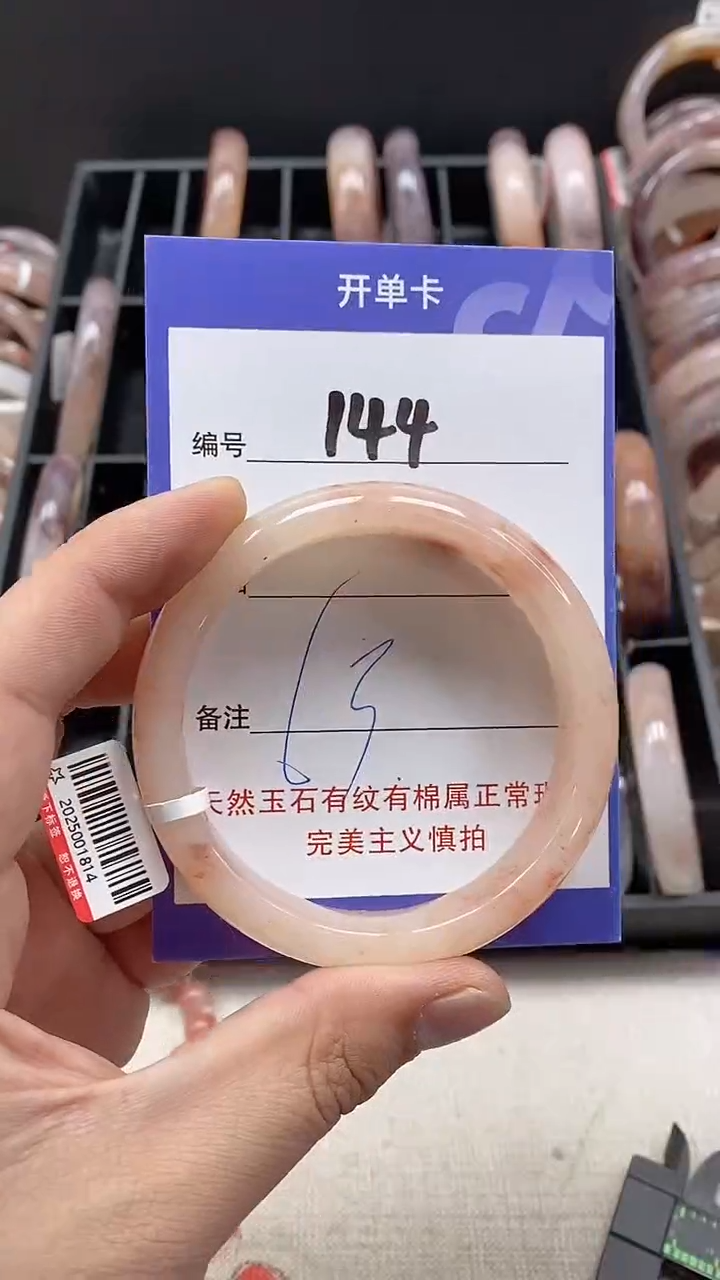 开单卡
编号 144
备注
天然玉石有纹有棉属正常现
完美主义慎拍
2025001814